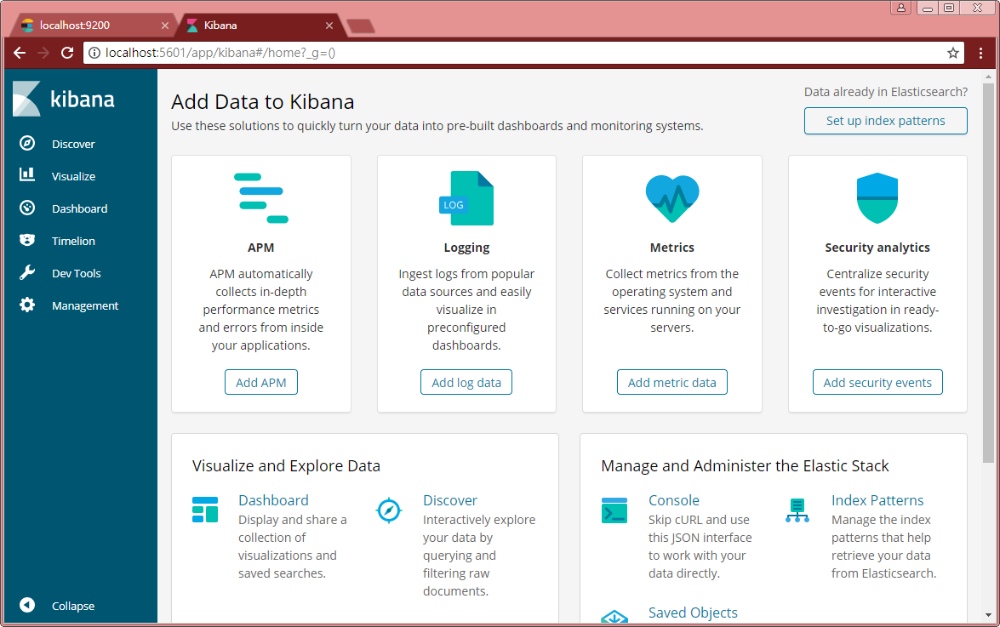 localhost:9200
Kibana
localhost:5601/app/kibana#/home?_g=()
kibana
Discover
Visualize
Dashboard
Timelion
Dev Tools
Management
Collapse
Add Data to Kibana
Use these solutions to quickly turn your data into pre-built dashboards and monitoring systems.
Data already in Elasticsearch?
Set up index patterns
APM
APM automatically
collects in-depth
performance metrics
and errors from inside
your applications.
Add APM
LOG
Logging
Ingest logs from popular
data sources and easily
visualize in
preconfigured
dashboards.
Add log data
Metrics
Collect metrics from the
operating system and
services running on your
servers.
Add metric data
Security analytics
Centralize security
events for interactive
investigation in ready-
to-go visualizations.
Add security events
Visualize and Explore Data
Dashboard
Display and share a
collection of
visualizations and
saved searches.
Discover
Interactively explore
your data by
querying and
filtering raw
documents.
Manage and Administer the Elastic Stack
Console
Skip cURL and use
this JSON interface
to work with your
data directly.
Index Patterns
Manage the index
patterns that help
retrieve your data
from Elasticsearch.
Saved Objects